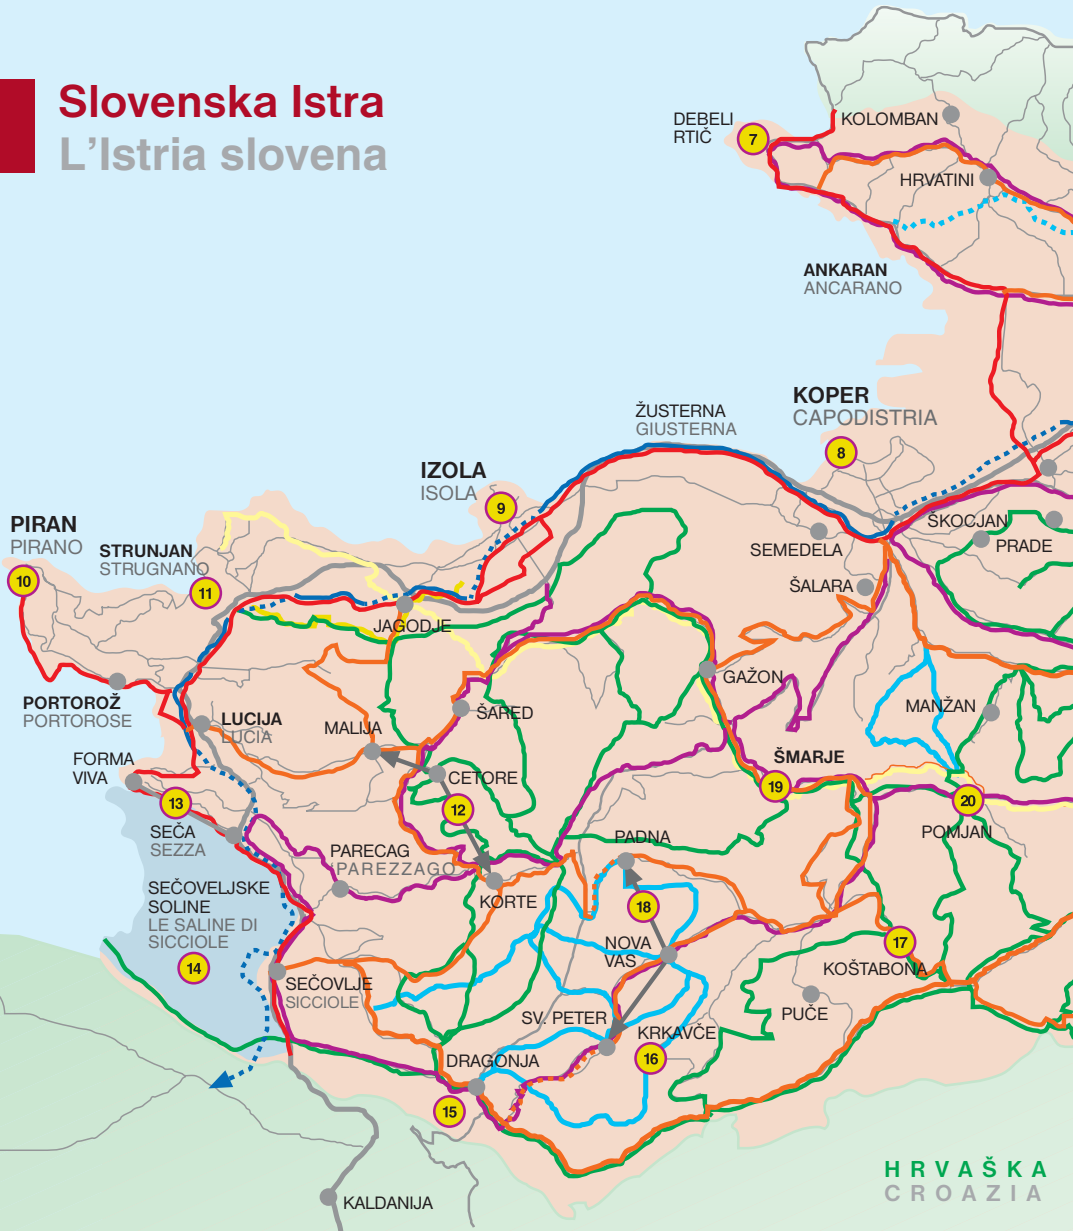 Slovenska Istra
L'Istria slovena
DEBELI
RTIČ
7
KOLOMBAN
HRVATINI
ANKARAN
ANCARANO
KOPER
CAPODISTRIA
8
ŽUSTERNA
GIUSTERNA
IZOLA
ISOLA
9
PIRAN
PIRANO
10
STRUNJAN
STRUGNANO
11
ŠKOCJAN
PRADE
SEMEDELA
ŠALARA
JAGODJE
GAŽON
PORTOROŽ
PORTOROSE
LUCIJA
LUCIA
MALIJA
ŠARED
MANŽAN
FORMA
VIVA
13
CETORE
12
ŠMARJE
19
20
POMJAN
SEČA
SEZZA
PARECAG
PAREZZAGO
PADNA
KORTE
SEČOVELJSKE
SOLINE
LE SALINE DI
SICCIOLE
14
18
NOVA
VAS
17
KOŠTABONA
SEČOVLJE
SICCIOLE
SV. PETER
PUČE
KRKAVČE
16
DRAGONJA
15
HRVAŠKA
CROAZIA
KALDANIJA